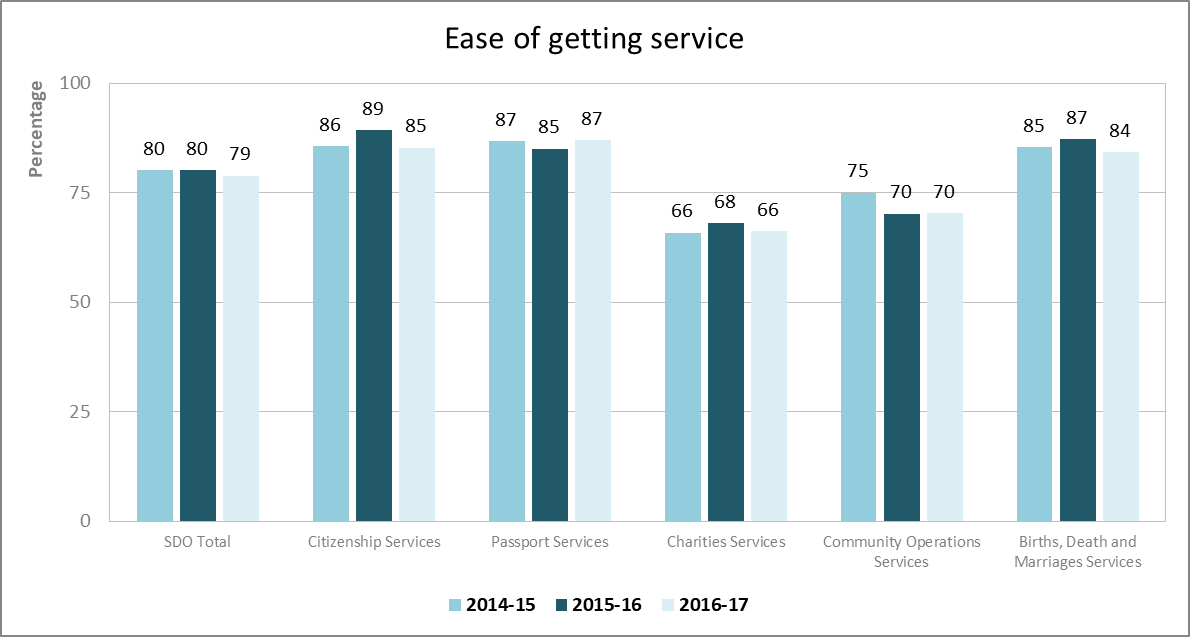 Ease of getting service
Percentage
100
75
50
25
0
80 80 79
86 89 85
87 85 87
66 68 66
75 70 70
85 87 84
SDO Total
Citizenship Services
Passport Services
Charities Services
Community Operations
Services
Births, Death and
Marriages Services
2014-15 2015-16 2016-17